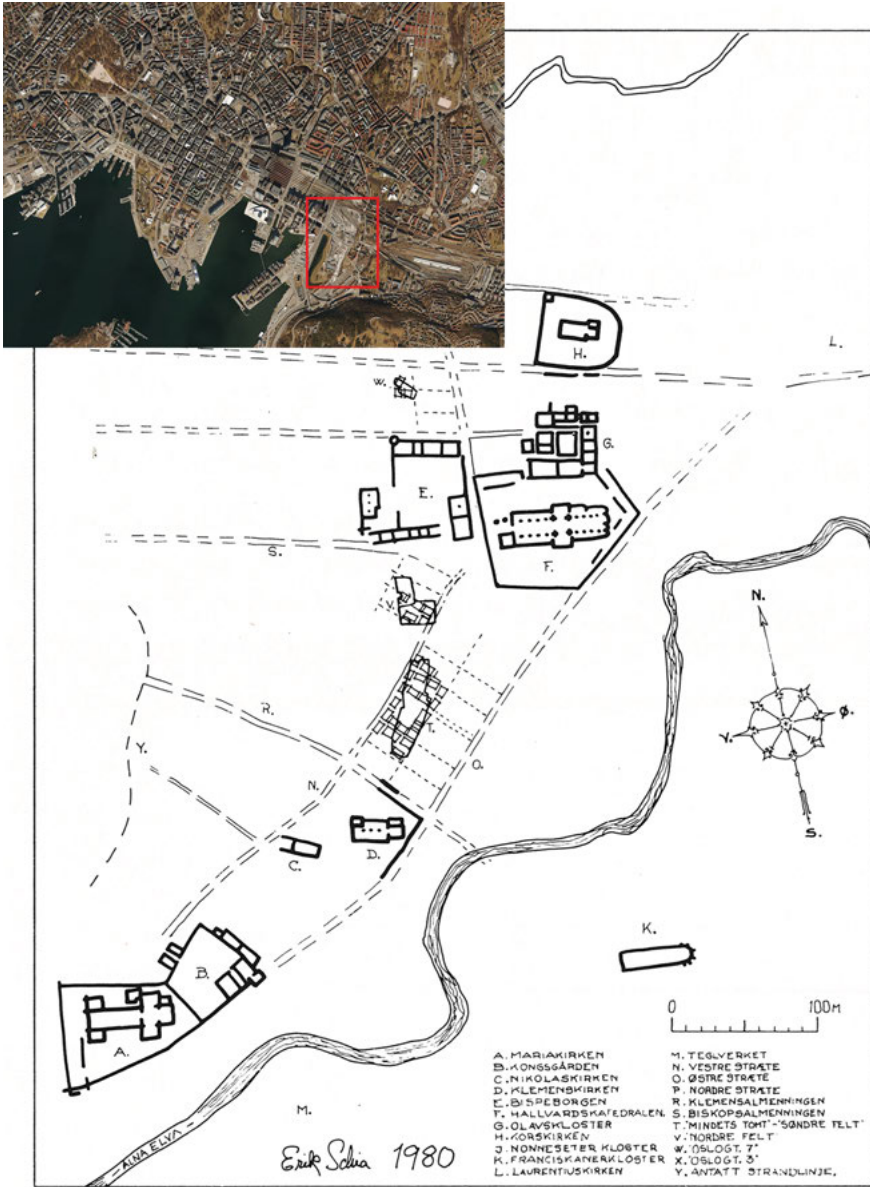 L.
H.
W.
G.
E.
F.
S.
V.
N.
V.
Ø.
S.
R.
Y.
O.
N.
C.
D.
K.
B.
A.
0 100M
M.
ALNA ELVA
Erik Schia 1980
A. MARIAKIRKEN
B. KONGSGÅRDEN
C. NIKOLASKIRKEN
D. KLEMENSKIRKEN
E. BISPEBORGEN
F. HALLVARDSKATEDRALEN.
G. OLAVSKLOSTER
H. KORSKIRKEN
J. NONNESETER KLOSTER
K. FRANCISKANERKLOSTER
L. LAURENTIUSKIRKEN
M. TEGLVERKET
N. VESTRE STRÆTE
O. ØSTRE STRÆTE
P. NORDRE STRÆTE
R. KLEMENSALMENNINGEN
S. BISKOPSALMENNINGEN
T. "MINDETS TOMT"-"SØNDRE FELT"
V. "NORDRE FELT"
W. "OSLOGT. 7"
X. "OSLOGT. 3"
Y. ANTATT STRANDLINJE.